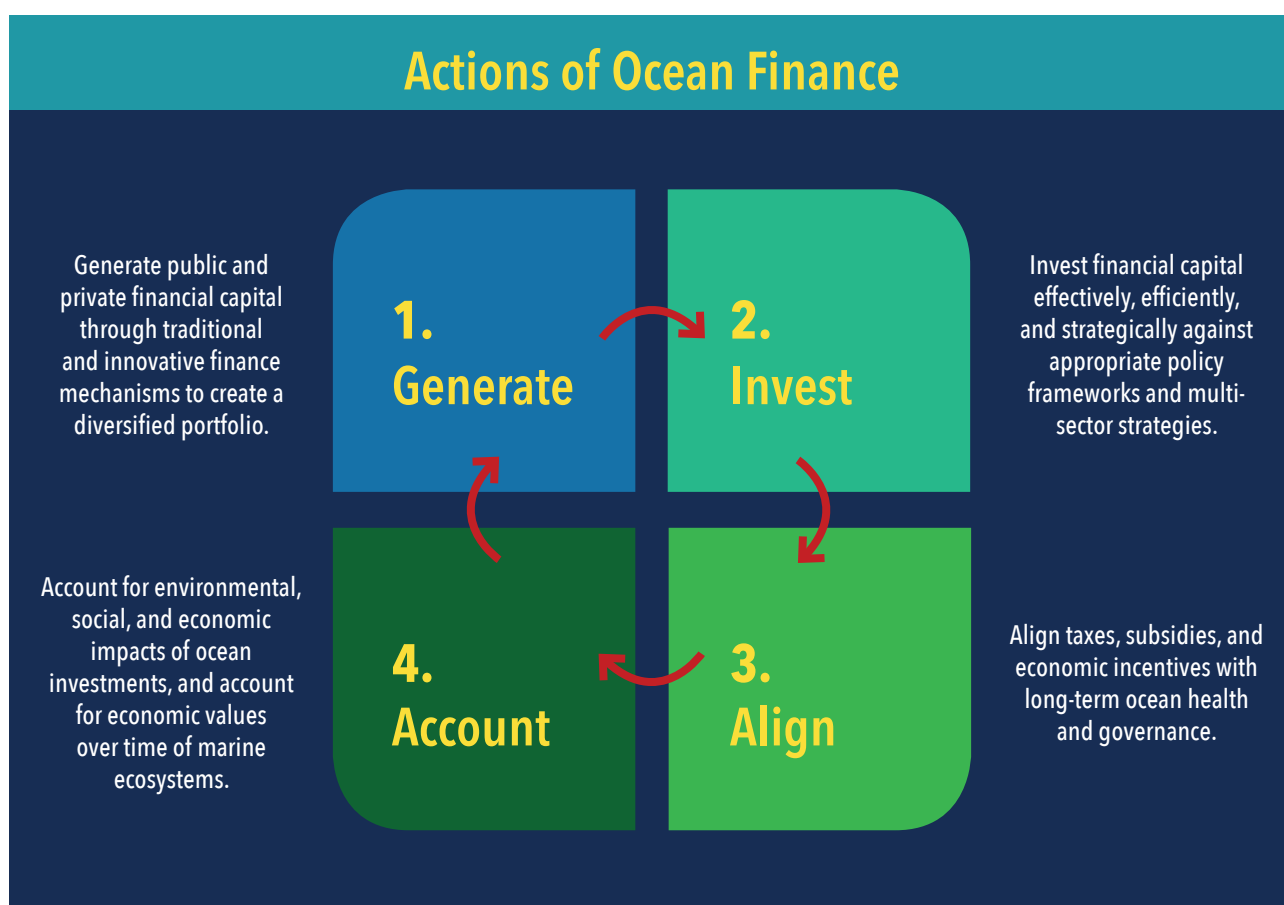 Actions of Ocean Finance
Generate public and
private financial capital
through traditional
and innovative finance
mechanisms to create a
diversified portfolio.
1.
Generate
2.
Invest
Invest financial capital
effectively, efficiently,
and strategically against
appropriate policy
frameworks and multi-
sector strategies.
Account for environmental,
social, and economic
impacts of ocean
investments, and account
for economic values
over time of marine
ecosystems.
4.
Account
3.
Align
Align taxes, subsidies, and
economic incentives with
long-term ocean health
and governance.